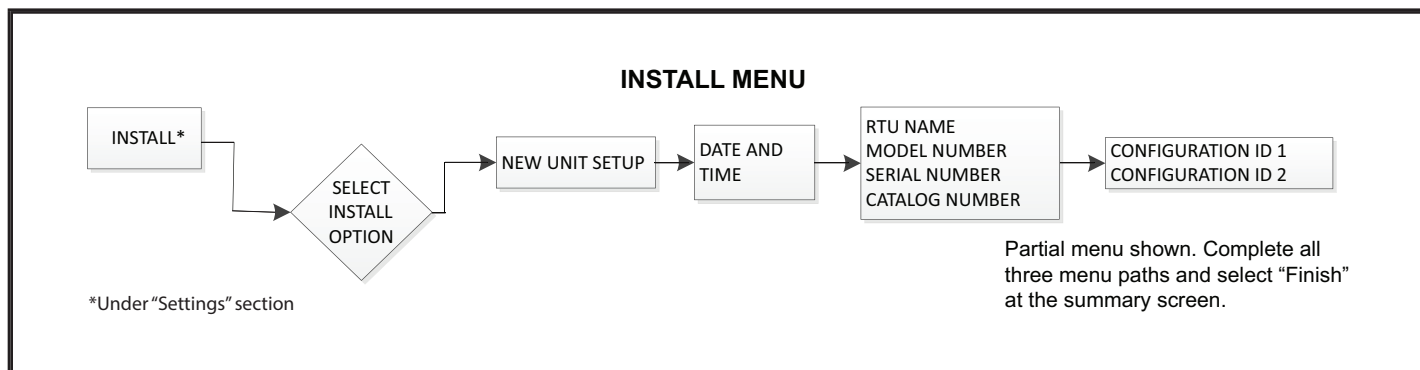 INSTALL MENU
INSTALL*
SELECT
INSTALL
OPTION
NEW UNIT SETUP
DATE AND
TIME
RTU NAME
MODEL NUMBER
SERIAL NUMBER
CATALOG NUMBER
CONFIGURATION ID 1
CONFIGURATION ID 2
Partial menu shown. Complete all
three menu paths and select “Finish”
at the summary screen.
*Under “Settings” section